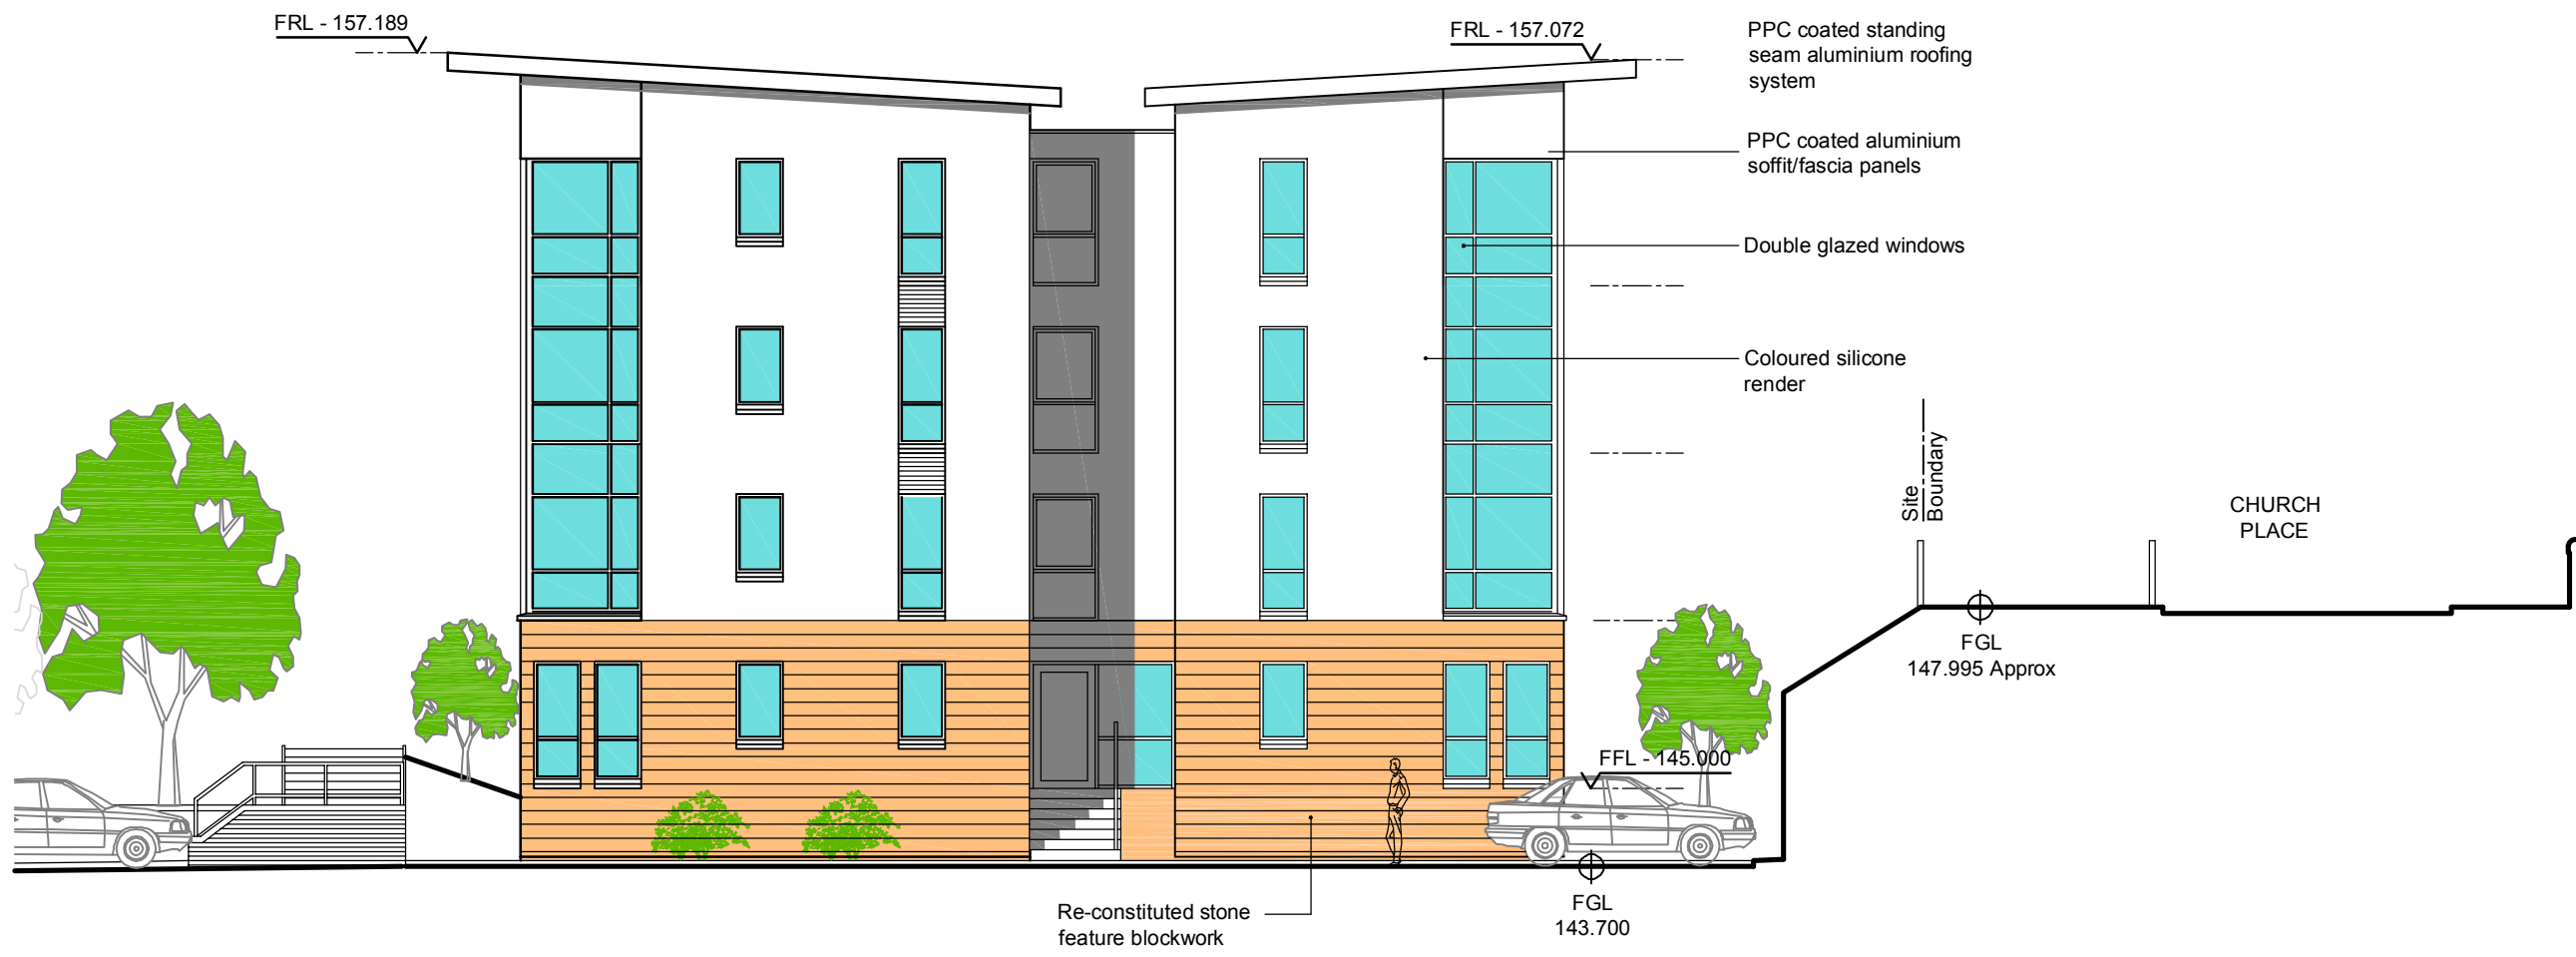 FRL - 157.189
FRL - 157.072
PPC coated standing
seam aluminium roofing
system
PPC coated aluminium
soffit/fascia panels
Double glazed windows
Coloured silicone
render
Site
Boundary
CHURCH
PLACE
FGL
147.995 Approx
FFL - 145.000
FGL
143.700
Re-constituted stone
feature blockwork